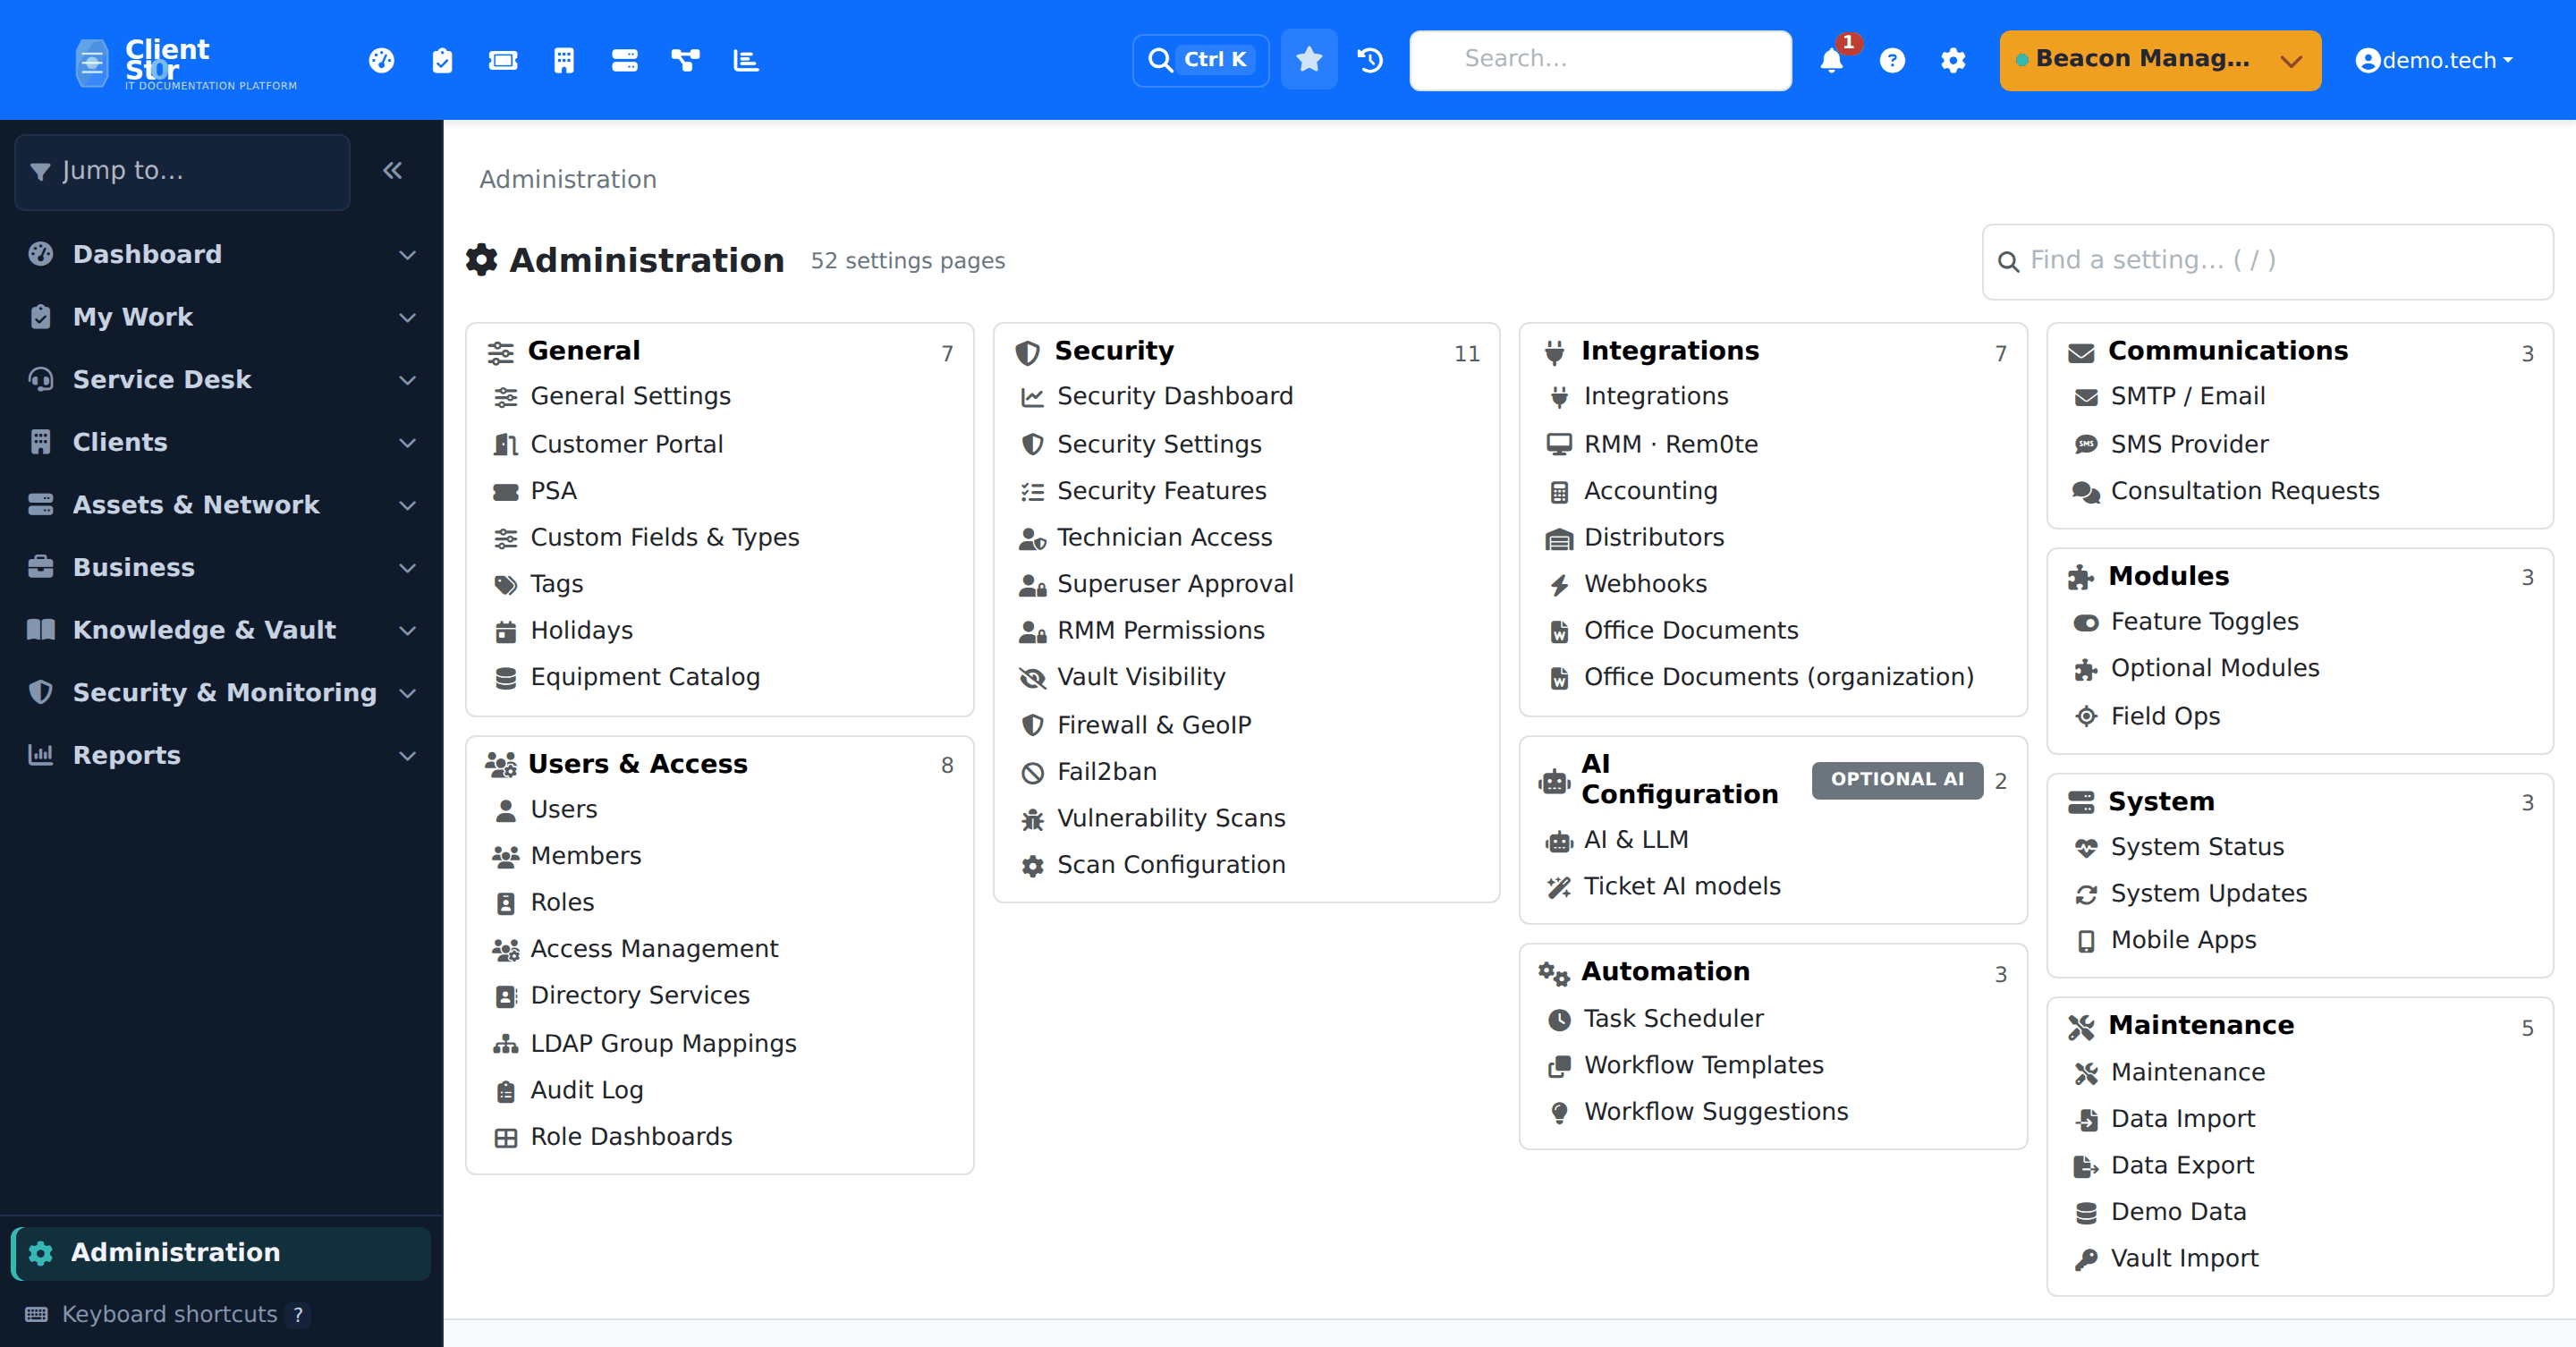 Client
St0r
IT DOCUMENTATION PLATFORM
Ctrl K
Search...
1
?
Beacon Manag...
demo.tech
Jump to...
Dashboard
My Work
Service Desk
Clients
Assets & Network
Business
Knowledge & Vault
Security & Monitoring
Reports
Administration
Keyboard shortcuts ?
Administration
Administration 52 settings pages
Find a setting... ( / )
General 7
General Settings
Customer Portal
PSA
Custom Fields & Types
Tags
Holidays
Equipment Catalog
Users & Access 8
Users
Members
Roles
Access Management
Directory Services
LDAP Group Mappings
Audit Log
Role Dashboards
Security 11
Security Dashboard
Security Settings
Security Features
Technician Access
Superuser Approval
RMM Permissions
Vault Visibility
Firewall & GeoIP
Fail2ban
Vulnerability Scans
Scan Configuration
Integrations 7
Integrations
RMM · Rem0te
Accounting
Distributors
Webhooks
Office Documents
Office Documents (organization)
AI
Configuration OPTIONAL AI 2
AI & LLM
Ticket AI models
Automation 3
Task Scheduler
Workflow Templates
Workflow Suggestions
Communications 3
SMTP / Email
SMS Provider
Consultation Requests
Modules 3
Feature Toggles
Optional Modules
Field Ops
System 3
System Status
System Updates
Mobile Apps
Maintenance 5
Maintenance
Data Import
Data Export
Demo Data
Vault Import